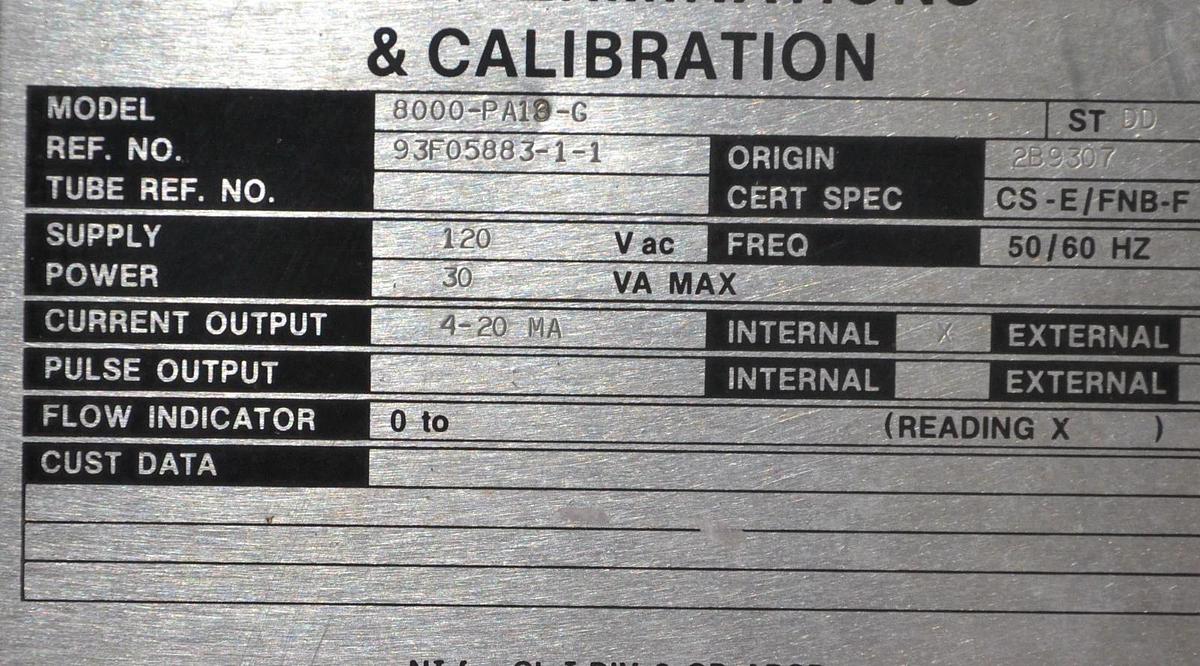 & CALIBRATION
MODEL 8000-PA18-G ST DD
REF. NO. 93F05883-1-1 ORIGIN 2B9307
TUBE REF. NO. CERT SPEC CS-E/FNB-F
SUPPLY 120 Vac FREQ 50/60 HZ
POWER 30 VA MAX
CURRENT OUTPUT 4-20 MA INTERNAL X EXTERNAL
PULSE OUTPUT INTERNAL EXTERNAL
FLOW INDICATOR 0 to (READING X )
CUST DATA